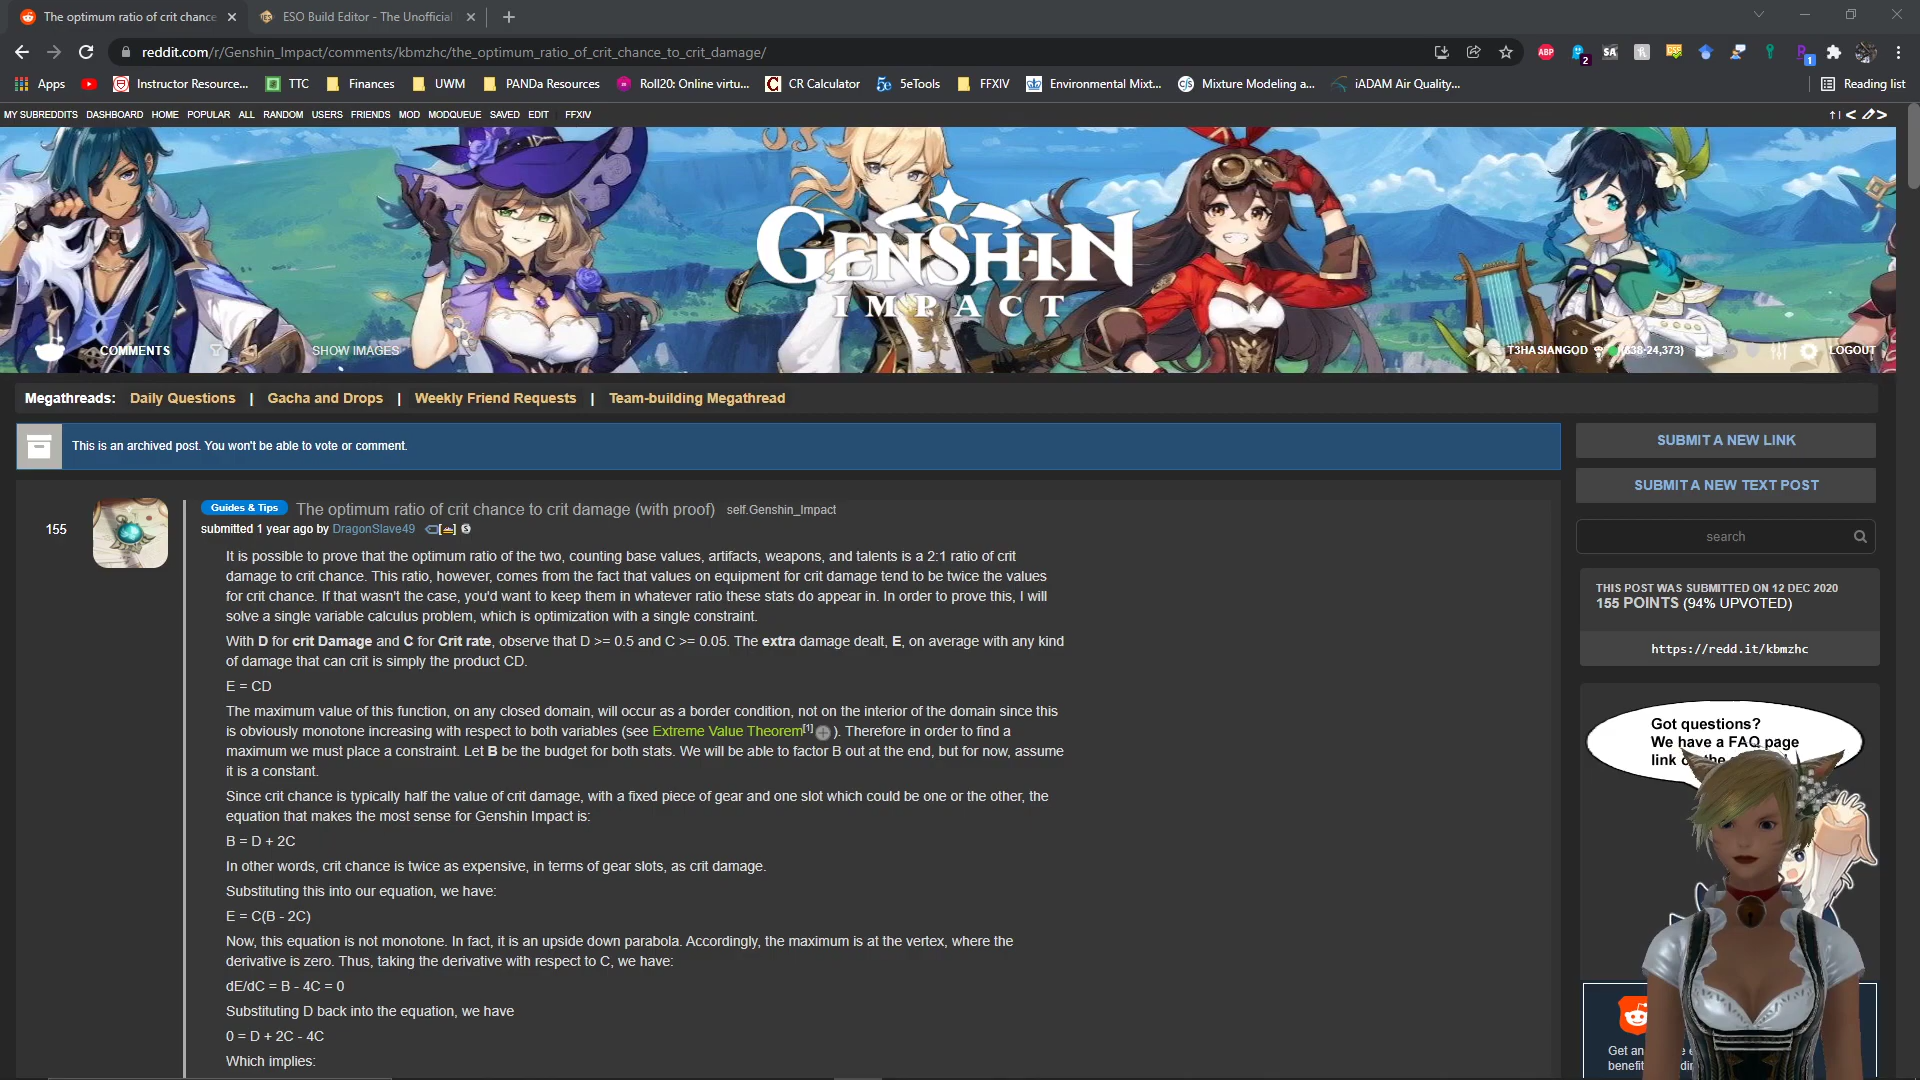 The optimum ratio of crit chance
ESO Build Editor - The Unofficial
reddit.com/r/Genshin_Impact/comments/kbmzhc/the_optimum_ratio_of_crit_chance_to_crit_damage/
ABP
2
SA
1
Apps
Instructor Resource...
TTC
Finances
UWM
PANDa Resources
Roll20: Online virtu...
CR Calculator
5eTools
FFXIV
Environmental Mixt...
Mixture Modeling a...
iADAM Air Quality,...
Reading list
MY SUBREDDITS DASHBOARD HOME POPULAR ALL RANDOM USERS FRIENDS MOD MODQUEUE SAVED EDIT FFXIV
GENSHIN
IMPACT
COMMENTS
SHOW IMAGES
T3HASIANGOD
LOGOUT
Megathreads: Daily Questions | Gacha and Drops | Weekly Friend Requests | Team-building Megathread
This is an archived post. You won't be able to vote or comment.
155
Guides & Tips The optimum ratio of crit chance to crit damage (with proof) self.Genshin_Impact
submitted 1 year ago by DragonSlave49
It is possible to prove that the optimum ratio of the two, counting base values, artifacts, weapons, and talents is a 2:1 ratio of crit
damage to crit chance. This ratio, however, comes from the fact that values on equipment for crit damage tend to be twice the values
for crit chance. If that wasn't the case, you'd want to keep them in whatever ratio these stats do appear in. In order to prove this, I will
solve a single variable calculus problem, which is optimization with a single constraint.
With D for crit Damage and C for Crit rate, observe that D >= 0.5 and C >= 0.05. The extra damage dealt, E, on average with any kind
of damage that can crit is simply the product CD.
E = CD
The maximum value of this function, on any closed domain, will occur as a border condition, not on the interior of the domain since this
is obviously monotone increasing with respect to both variables (see Extreme Value Theorem[1] ). Therefore in order to find a
maximum we must place a constraint. Let B be the budget for both stats. We will be able to factor B out at the end, but for now, assume
it is a constant.
Since crit chance is typically half the value of crit damage, with a fixed piece of gear and one slot which could be one or the other, the
equation that makes the most sense for Genshin Impact is:
B = D + 2C
In other words, crit chance is twice as expensive, in terms of gear slots, as crit damage.
Substituting this into our equation, we have:
E = C(B - 2C)
Now, this equation is not monotone. In fact, it is an upside down parabola. Accordingly, the maximum is at the vertex, where the
derivative is zero. Thus, taking the derivative with respect to C, we have:
dE/dC = B - 4C = 0
Substituting D back into the equation, we have
0 = D + 2C - 4C
Which implies:
SUBMIT A NEW LINK
SUBMIT A NEW TEXT POST
search
THIS POST WAS SUBMITTED ON 12 DEC 2020
155 POINTS (94% UPVOTED)
https://redd.it/kbmzhc
Got questions?
We have a FAQ page
link
Get an
benefit